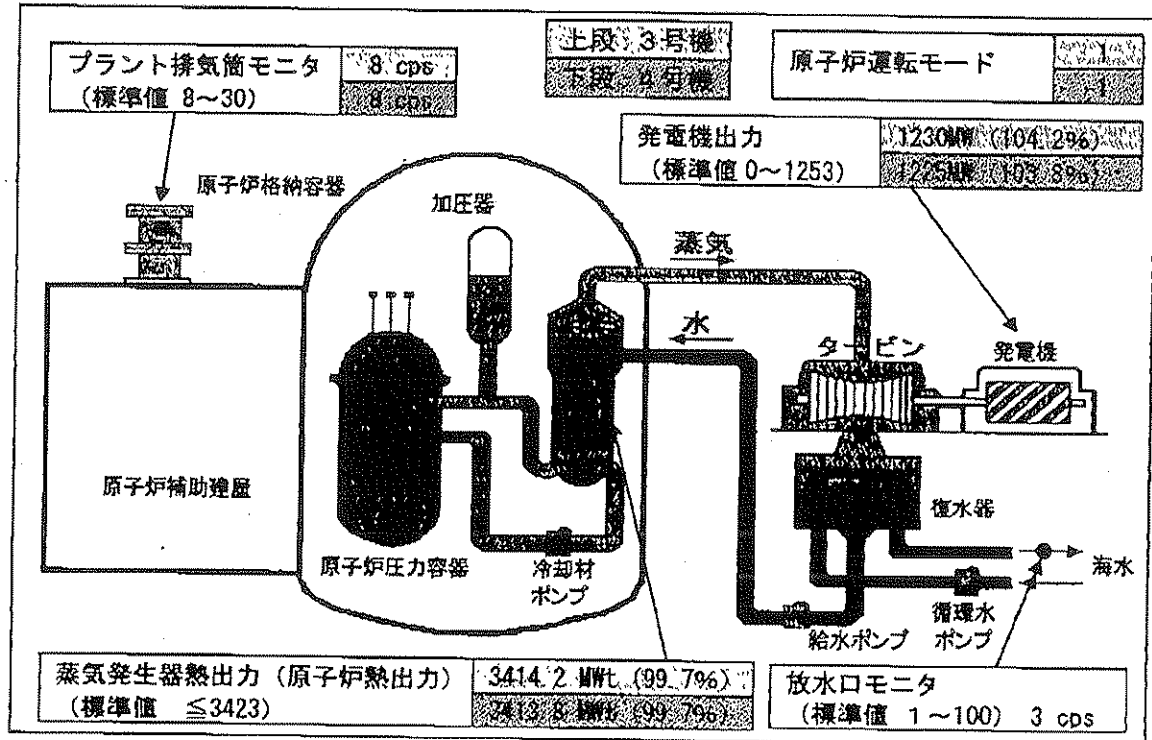 プラント排気筒モニタ
(標準値 8~30)
8 cps
8 cps
上段 3号機
下段 4号機
原子炉運転モード
1
1
発電機出力
(標準値 0~1253)
1230MW (104.2%)
1225MW (103.8%)
原子炉格納容器
加圧器
蒸気
水
タービン
発電機
原子炉補助建屋
復水器
原子炉圧力容器
冷却材
ポンプ
海水
給水ポンプ
循環水
ポンプ
蒸気発生器熱出力(原子炉熱出力)
(標準値 ≦3423)
3414.2 MWt (99.7%)
3413.8 MWt (99.7%)
放水口モニタ
(標準値 1~100) 3 cps